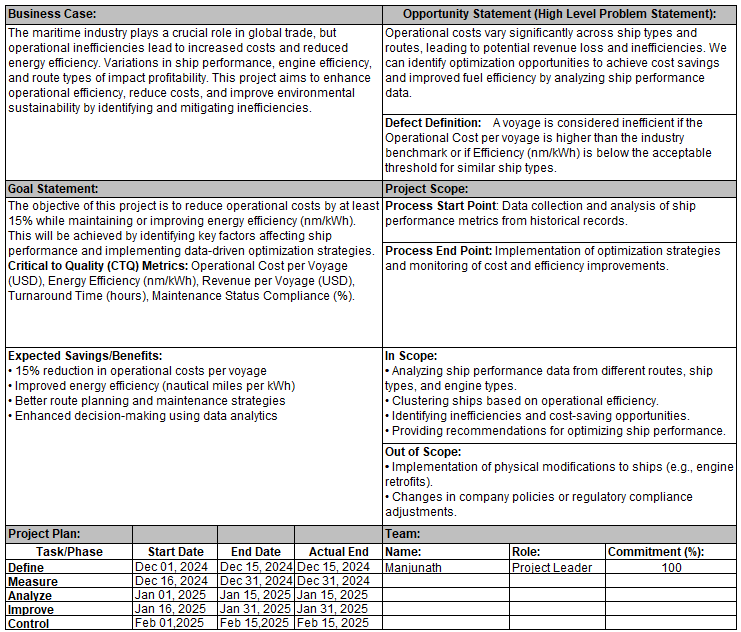 Business Case:
The maritime industry plays a crucial role in global trade, but
operational inefficiencies lead to increased costs and reduced
energy efficiency. Variations in ship performance, engine efficiency,
and route types of impact profitability. This project aims to enhance
operational efficiency, reduce costs, and improve environmental
sustainability by identifying and mitigating inefficiencies.
Opportunity Statement (High Level Problem Statement):
Operational costs vary significantly across ship types and
routes, leading to potential revenue loss and inefficiencies. We
can identify optimization opportunities to achieve cost savings
and improved fuel efficiency by analyzing ship performance
data.
Defect Definition: A voyage is considered inefficient if the
Operational Cost per voyage is higher than the industry
benchmark or if Efficiency (nm/kWh) is below the acceptable
threshold for similar ship types.
Goal Statement:
The objective of this project is to reduce operational costs by at least
15% while maintaining or improving energy efficiency (nm/kWh).
This will be achieved by identifying key factors affecting ship
performance and implementing data-driven optimization strategies.
Critical to Quality (CTQ) Metrics: Operational Cost per Voyage
(USD), Energy Efficiency (nm/kWh), Revenue per Voyage (USD),
Turnaround Time (hours), Maintenance Status Compliance (%).
Project Scope:
Process Start Point: Data collection and analysis of ship
performance metrics from historical records.
Process End Point: Implementation of optimization strategies
and monitoring of cost and efficiency improvements.
Expected Savings/Benefits:
• 15% reduction in operational costs per voyage
• Improved energy efficiency (nautical miles per kWh)
• Better route planning and maintenance strategies
• Enhanced decision-making using data analytics
In Scope:
• Analyzing ship performance data from different routes, ship
types, and engine types.
• Clustering ships based on operational efficiency.
• Identifying inefficiencies and cost-saving opportunities.
• Providing recommendations for optimizing ship performance.
Out of Scope:
• Implementation of physical modifications to ships (e.g., engine
retrofits).
• Changes in company policies or regulatory compliance
adjustments.
Project Plan:
Task/Phase Start Date End Date Actual End
Define Dec 01, 2024 Dec 15, 2024 Dec 15, 2024
Measure Dec 16, 2024 Dec 31, 2024 Dec 31, 2024
Analyze Jan 01, 2025 Jan 15, 2025 Jan 15, 2025
Improve Jan 16, 2025 Jan 31, 2025 Jan 31, 2025
Control Feb 01,2025 Feb 15,2025 Feb 15, 2025
Team:
Name: Role: Commitment (%):
Manjunath Project Leader 100